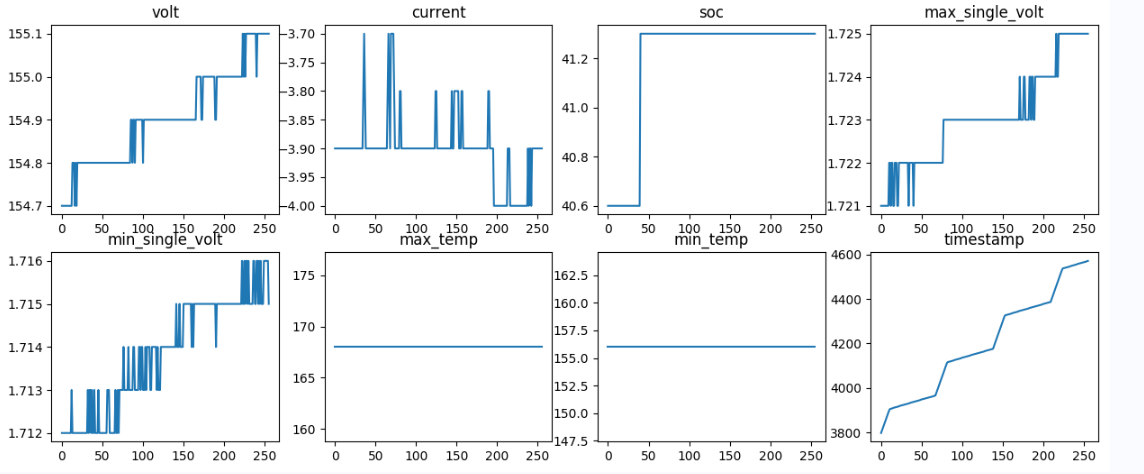 volt
current
soc
max_single_volt
155.1
155.0
154.9
154.8
154.7
0 50 100 150 200 250
−3.70
−3.75
−3.80
−3.85
−3.90
−3.95
−4.00
0 50 100 150 200 250
41.2
41.0
40.8
40.6
0 50 100 150 200 250
1.725
1.724
1.723
1.722
1.721
0 50 100 150 200 250
min_single_volt
max_temp
min_temp
timestamp
1.716
1.715
1.714
1.713
1.712
0 50 100 150 200 250
175
170
165
160
0 50 100 150 200 250
162.5
160.0
157.5
156.0
152.5
150.0
147.5
0 50 100 150 200 250
4600
4400
4200
4000
3800
0 50 100 150 200 250